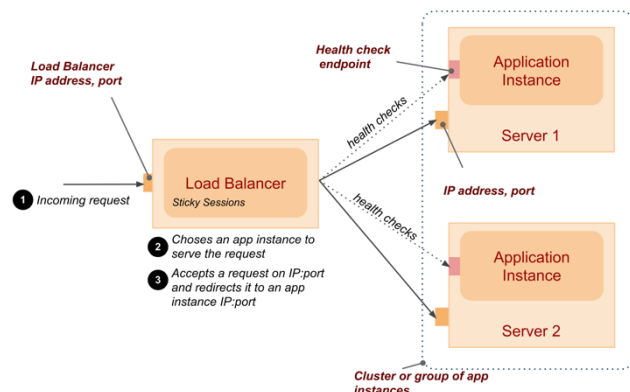 Load Balancer
IP address, port
1 Incoming request
Load Balancer
Sticky Sessions
2 Choses an app instance to
serve the request
3 Accepts a request on IP:port
and redirects it to an app
instance IP:port
Health check
endpoint
health checks
health checks
Application
Instance
Server 1
IP address, port
Application
Instance
Server 2
Cluster or group of app
instances